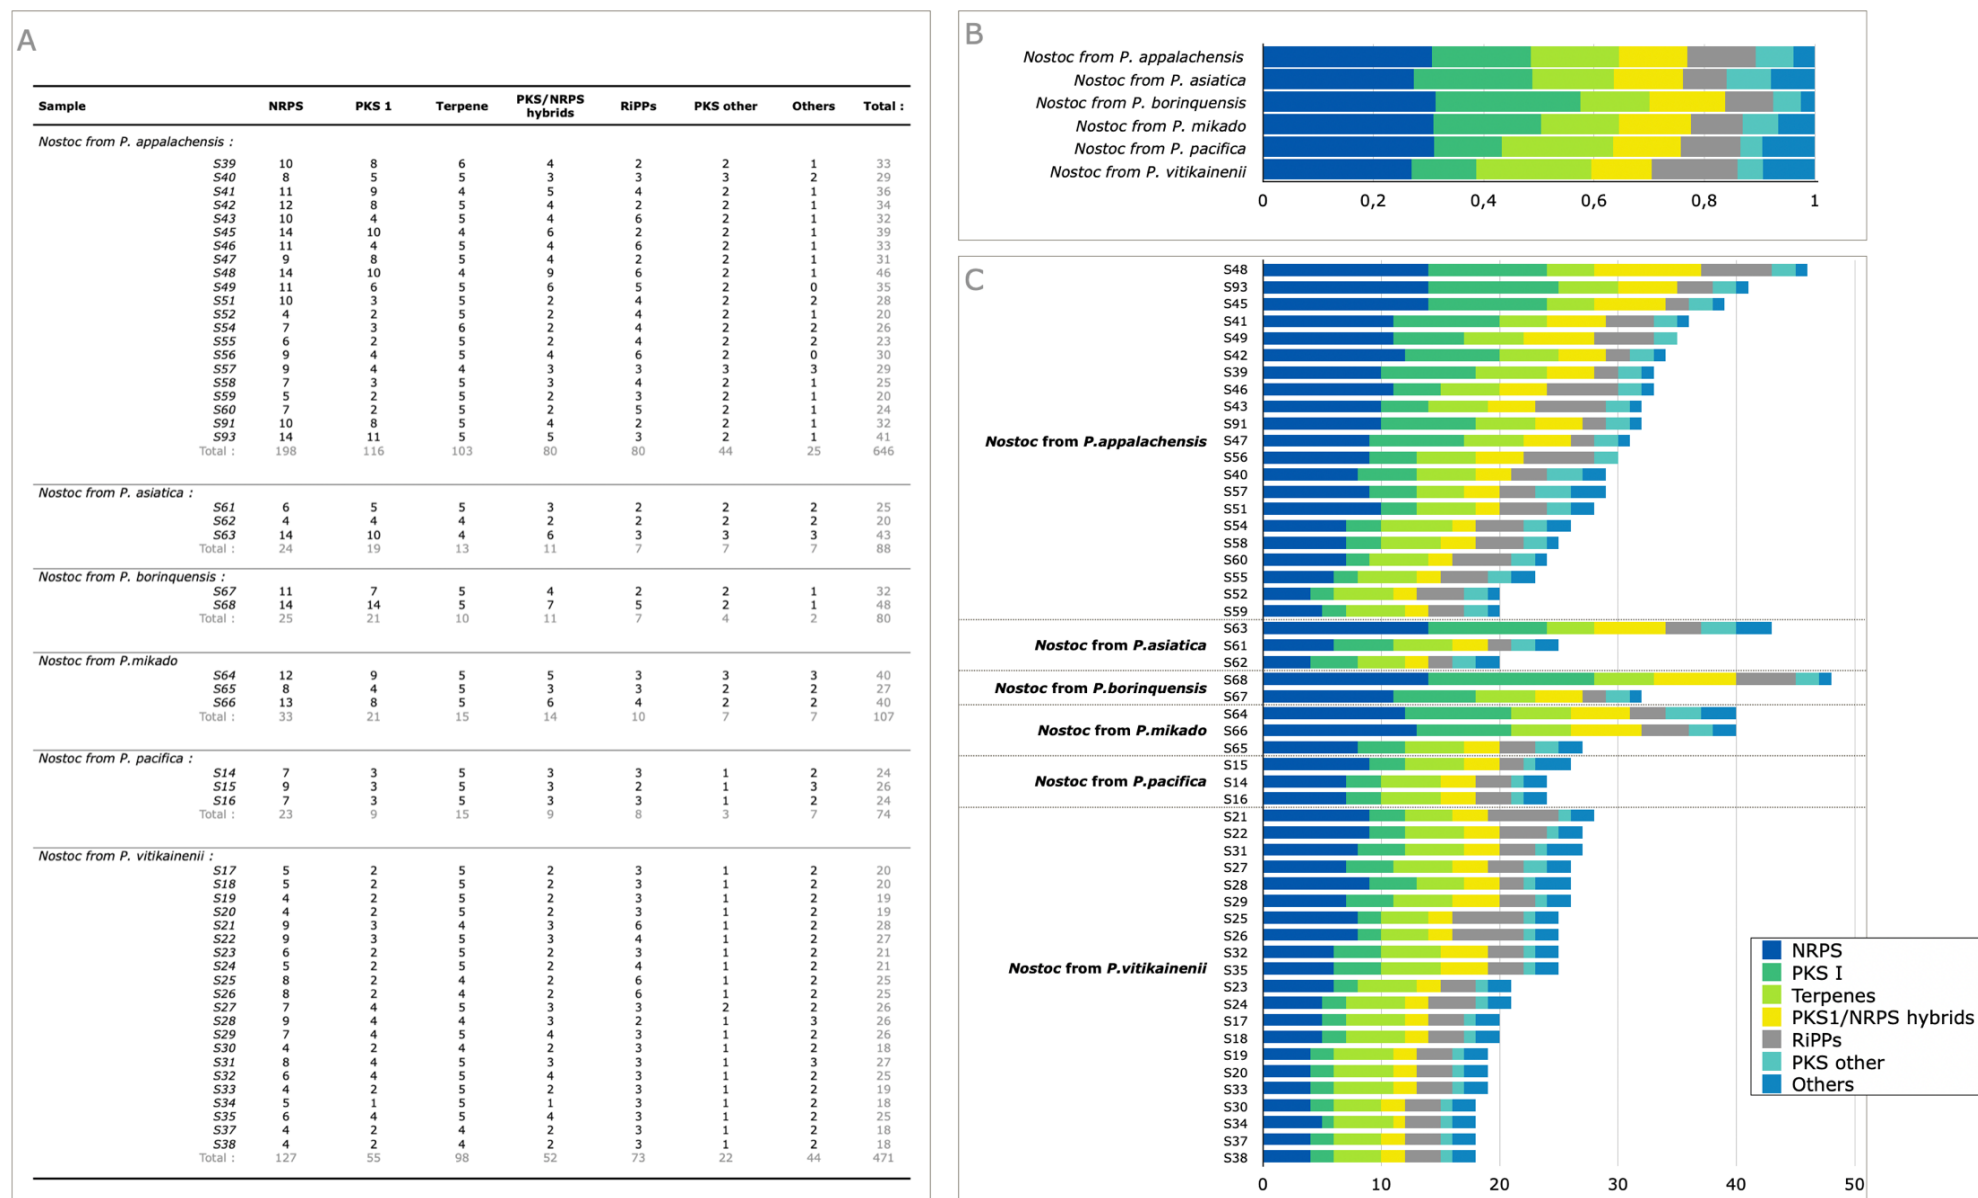 A
Sample NRPS PKS 1 Terpene PKS/NRPS hybrids RiPPs PKS other Others Total :
Nostoc from P. appalachensis :
S39 10 8 6 4 2 2 1 33
S40 8 5 5 3 3 3 2 29
S41 11 9 4 5 4 2 1 36
S42 12 8 5 4 2 2 1 34
S43 10 4 5 4 6 2 1 32
S45 14 10 4 6 2 2 1 39
S46 11 4 5 4 6 2 1 33
S47 9 8 5 4 2 2 1 31
S48 14 10 4 9 6 2 1 46
S49 11 6 5 6 5 2 0 35
S51 10 3 5 2 4 2 2 28
S52 4 2 5 2 4 2 1 20
S54 7 3 6 2 4 2 2 26
S55 6 2 5 2 4 2 2 23
S56 9 4 5 4 6 2 0 30
S57 9 4 4 3 3 3 3 29
S58 7 3 5 3 4 2 1 25
S59 5 2 5 2 3 2 1 20
S60 7 2 5 2 5 2 1 24
S91 10 8 5 4 2 2 1 32
S93 14 11 5 5 3 2 1 41
Total : 198 116 103 80 80 44 25 646
Nostoc from P. asiatica :
S61 6 5 5 3 2 2 2 25
S62 4 4 4 2 2 2 2 20
S63 14 10 4 6 3 3 3 43
Total : 24 19 13 11 7 7 7 88
Nostoc from P. borinquensis :
S67 11 7 5 4 2 2 1 32
S68 14 14 5 7 5 2 1 48
Total : 25 21 10 11 7 4 2 80
Nostoc from P.mikado
S64 12 9 5 5 3 3 3 40
S65 8 4 5 3 3 2 2 27
S66 13 8 5 6 4 2 2 40
Total : 33 21 15 14 10 7 7 107
Nostoc from P. pacifica :
S14 7 3 5 3 3 1 2 24
S15 9 3 5 3 2 1 3 26
S16 7 3 5 3 3 1 2 24
Total : 23 9 15 9 8 3 7 74
Nostoc from P. vitikainenii :
S17 5 2 5 2 3 1 2 20
S18 5 2 5 2 3 1 2 20
S19 4 2 5 2 3 1 2 19
S20 4 2 5 2 3 1 2 19
S21 9 3 4 3 6 1 2 28
S22 9 3 5 3 4 1 2 27
S23 6 2 5 2 3 1 2 21
S24 5 2 5 2 4 1 2 21
S25 8 2 4 2 6 1 2 25
S26 8 2 4 2 6 1 2 25
S27 7 4 5 3 3 2 2 26
S28 9 4 4 3 2 1 3 26
S29 7 4 5 4 3 1 2 26
S30 4 2 4 2 3 1 2 18
S31 8 4 5 3 3 1 3 27
S32 6 4 5 4 3 1 2 25
S33 4 2 5 2 3 1 2 19
S34 5 1 5 1 3 1 2 18
S35 6 4 5 4 3 1 2 25
S37 4 2 4 2 3 1 2 18
S38 4 2 4 2 3 1 2 18
Total : 127 55 98 52 73 22 44 471
B
Nostoc from P. appalachensis
Nostoc from P. asiatica
Nostoc from P. borinquensis
Nostoc from P. mikado
Nostoc from P. pacifica
Nostoc from P. vitikainenii
0 0,2 0,4 0,6 0,8 1
C
S48
S93
S45
S41
S49
S42
S39
S46
S43
S91
Nostoc from P.appalachensis
S47
S56
S40
S57
S51
S54
S58
S60
S55
S52
S59
S63
Nostoc from P.asiatica
S61
S62
S68
Nostoc from P.borinquensis
S67
S64
Nostoc from P.mikado
S66
S65
S15
Nostoc from P.pacifica
S14
S16
S21
S22
S31
S27
S28
S29
S25
S26
S32
Nostoc from P.vitikainenii
S35
S23
S24
S17
S18
S19
S20
S33
S30
S34
S37
S38
0 10 20 30 40 50
NRPS
PKS I
Terpenes
PKS1/NRPS hybrids
RiPPs
PKS other
Others